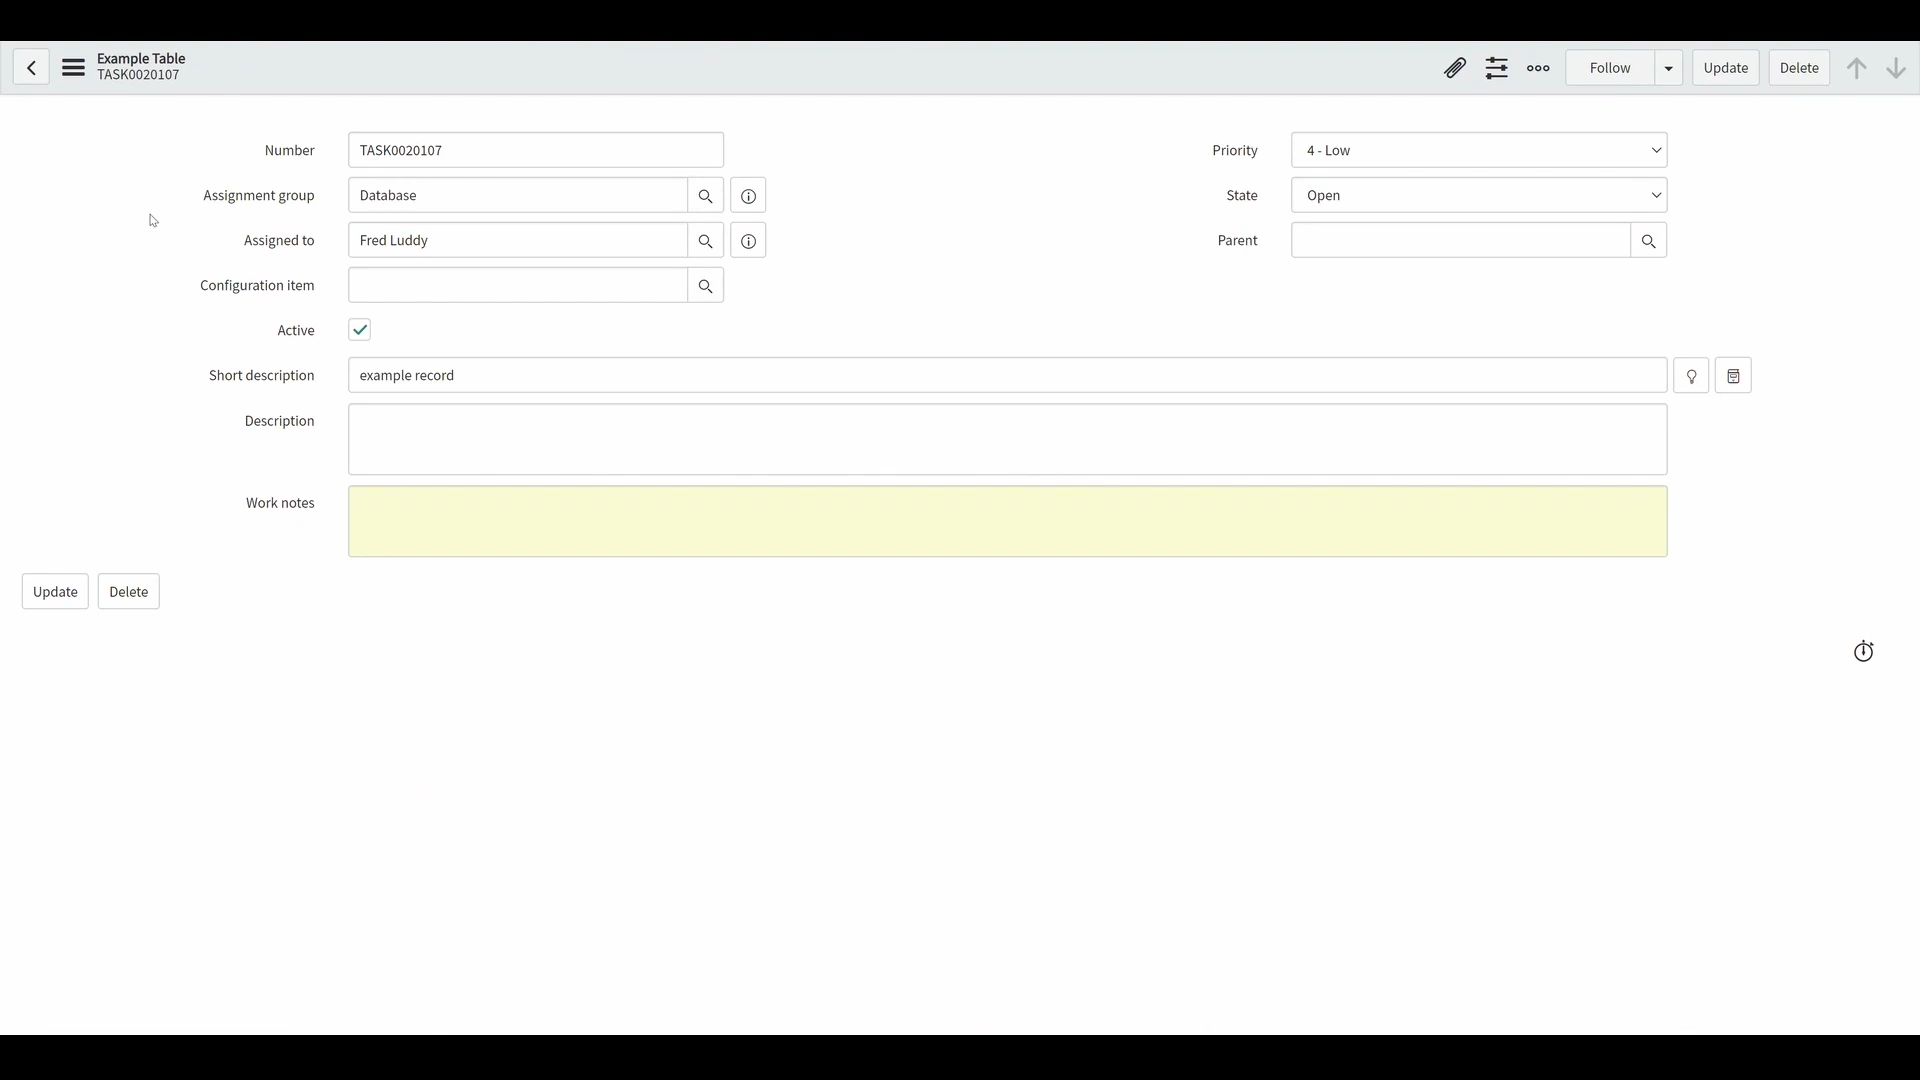 Example Table
TASK0020107
Follow
Update
Delete
Number
TASK0020107
Priority
4 - Low
Assignment group
Database
State
Open
Assigned to
Fred Luddy
Parent
Configuration item
Active
Short description
example record
Description
Work notes
Update
Delete